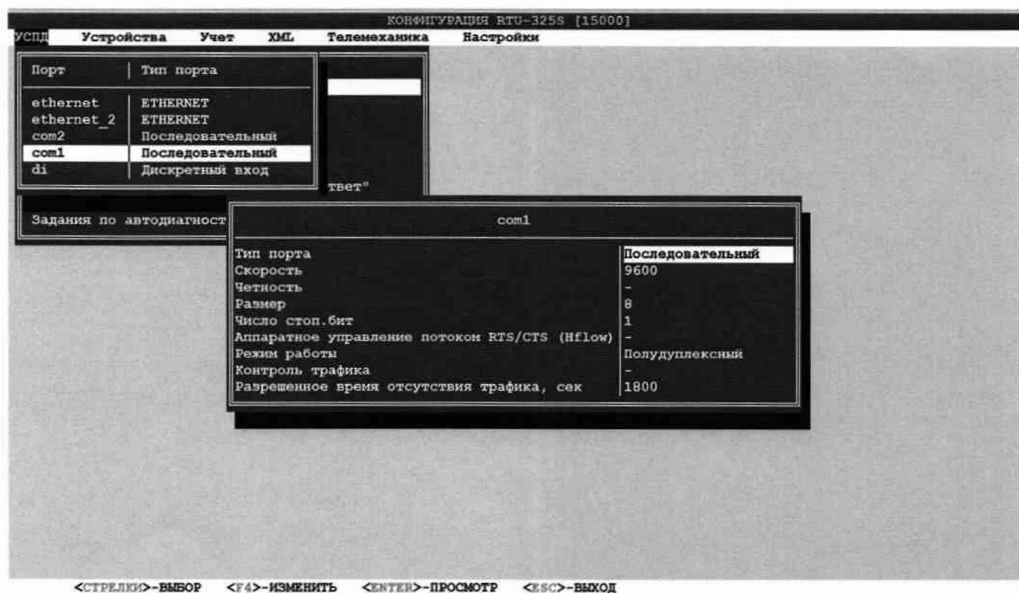 КОНФИГУРАЦИЯ RTU-325S [15000]
УСПД Устройства Учет XML Телемеханика Настройки
Порт Тип порта
ethernet ETHERNET
ethernet_2 ETHERNET
com2 Последовательный
com1 Последовательный
di Дискретный вход
твет"
Задания по автодиагност
com1
Тип порта Последовательный
Скорость 9600
Четность -
Размер 8
Число стоп.бит 1
Аппаратное управление потоком RTS/CTS (Hflow) -
Режим работы Полудуплексный
Контроль трафика -
Разрешенное время отсутствия трафика, сек 1800
<СТРЕЛКИ>-ВЫБОР <F4>-ИЗМЕНИТЬ <ENTER>-ПРОСМОТР <ESC>-ВЫХОД